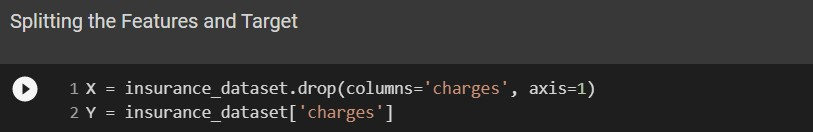 Splitting the Features and Target
1 X = insurance_dataset.drop(columns='charges', axis=1)
2 Y = insurance_dataset['charges']